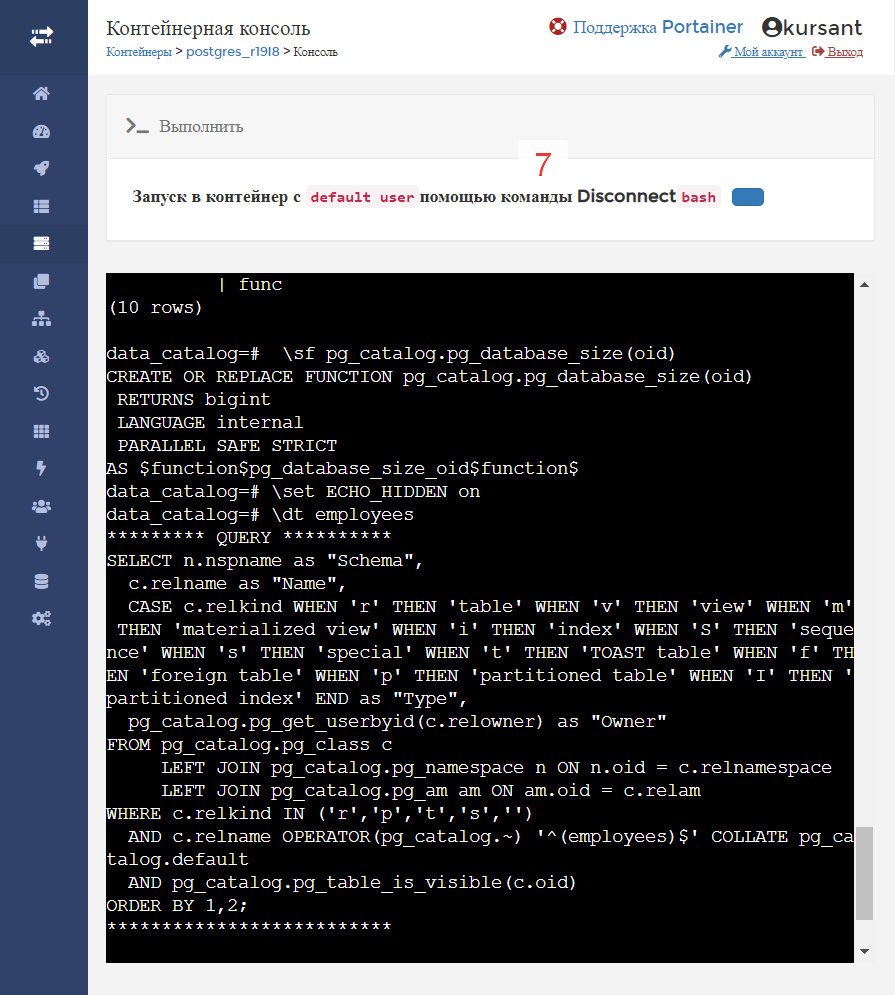 Контейнерная консоль
Поддержка Portainer
kursant
Контейнеры > postgres_r19l8 > Консоль
Мой аккаунт Выход
Выполнить
7
Запуск в контейнер с default user помощью команды Disconnect bash
| func
(10 rows)
data_catalog=#  \sf pg_catalog.pg_database_size(oid)
CREATE OR REPLACE FUNCTION pg_catalog.pg_database_size(oid)
RETURNS bigint
LANGUAGE internal
PARALLEL SAFE STRICT
AS $function$pg_database_size_oid$function$
data_catalog=# \set ECHO_HIDDEN on
data_catalog=# \dt employees
********* QUERY **********
SELECT n.nspname as "Schema",
c.relname as "Name",
CASE c.relkind WHEN 'r' THEN 'table' WHEN 'v' THEN 'view' WHEN 'm'
THEN 'materialized view' WHEN 'i' THEN 'index' WHEN 'S' THEN 'seque
nce' WHEN 's' THEN 'special' WHEN 't' THEN 'TOAST table' WHEN 'f' TH
EN 'foreign table' WHEN 'p' THEN 'partitioned table' WHEN 'I' THEN '
partitioned index' END as "Type",
pg_catalog.pg_get_userbyid(c.relowner) as "Owner"
FROM pg_catalog.pg_class c
LEFT JOIN pg_catalog.pg_namespace n ON n.oid = c.relnamespace
LEFT JOIN pg_catalog.pg_am am ON am.oid = c.relam
WHERE c.relkind IN ('r','p','t','s','')
AND c.relname OPERATOR(pg_catalog.~) '^(employees)$' COLLATE pg_ca
talog.default
AND pg_catalog.pg_table_is_visible(c.oid)
ORDER BY 1,2;
**************************